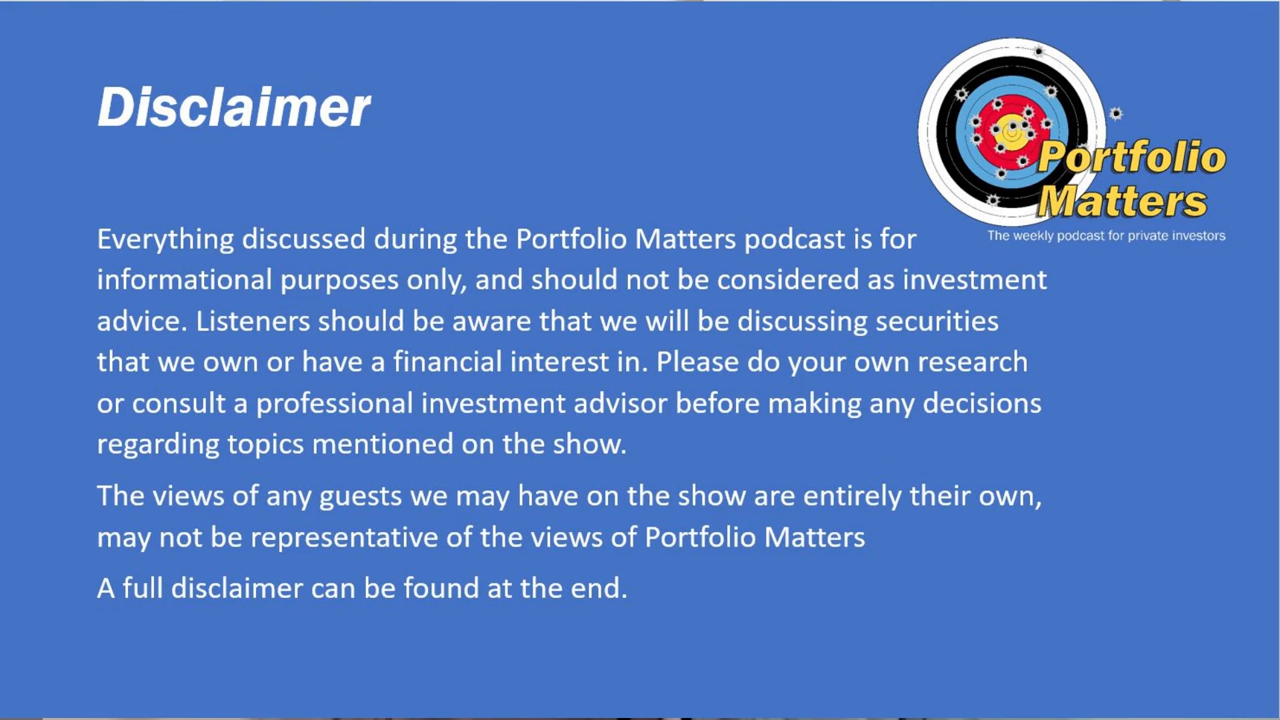 Disclaimer
Portfolio
Matters
The weekly podcast for private investors
Everything discussed during the Portfolio Matters podcast is for
informational purposes only, and should not be considered as investment
advice. Listeners should be aware that we will be discussing securities
that we own or have a financial interest in. Please do your own research
or consult a professional investment advisor before making any decisions
regarding topics mentioned on the show.
The views of any guests we may have on the show are entirely their own,
may not be representative of the views of Portfolio Matters
A full disclaimer can be found at the end.